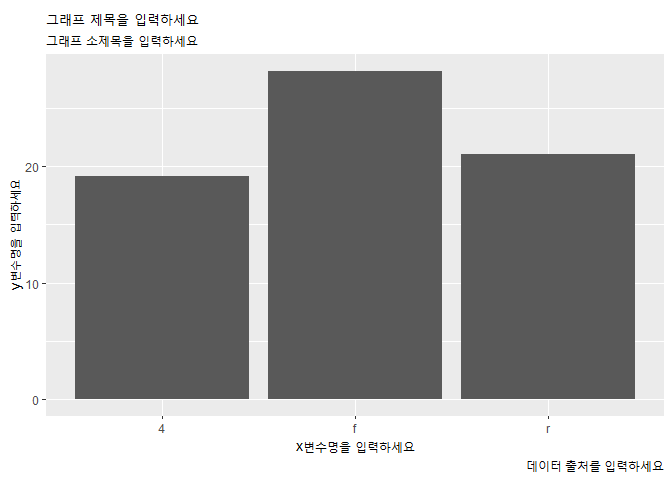 그래프 제목을 입력하세요
그래프 소제목을 입력하세요
y변수명을 입력하세요
20
10
0
4
f
r
x변수명을 입력하세요
데이터 출처를 입력하세요